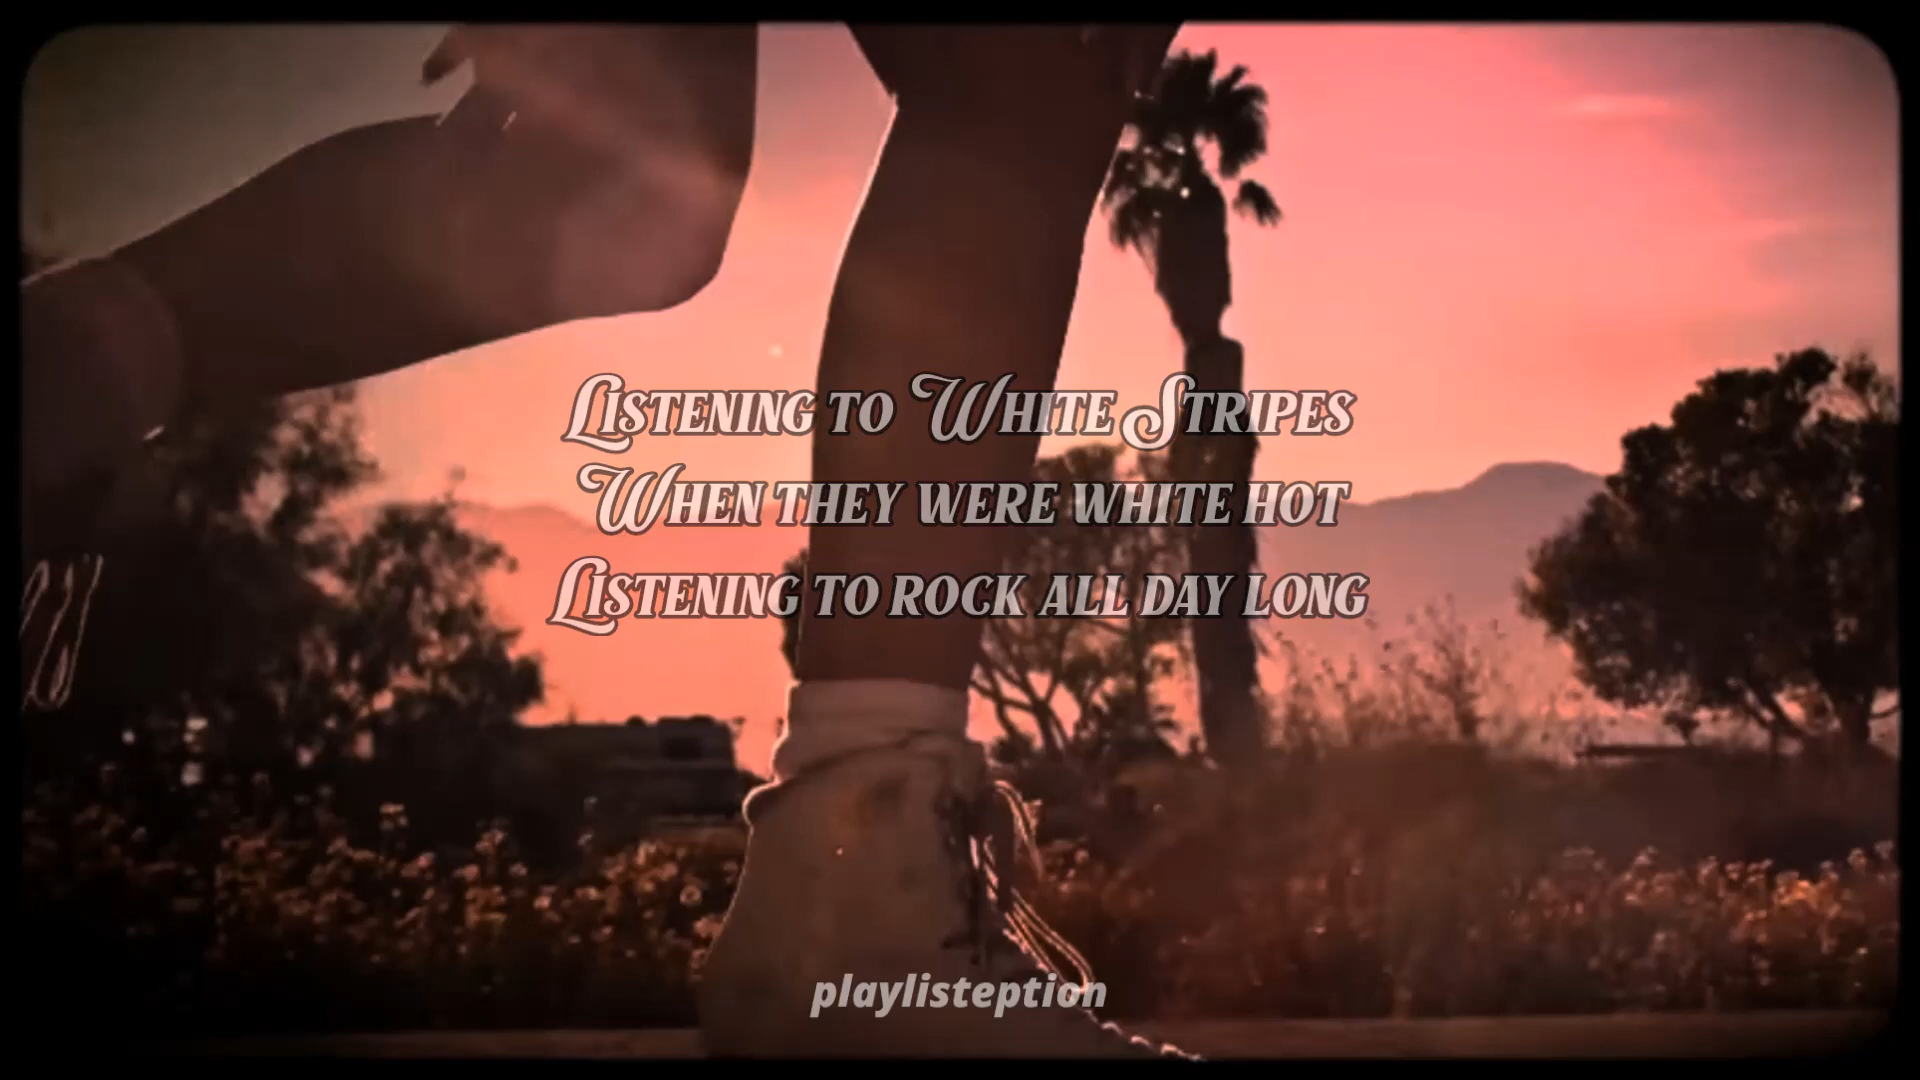 Listening to White Stripes
When they were white hot
Listening to rock all day long
playlisteption